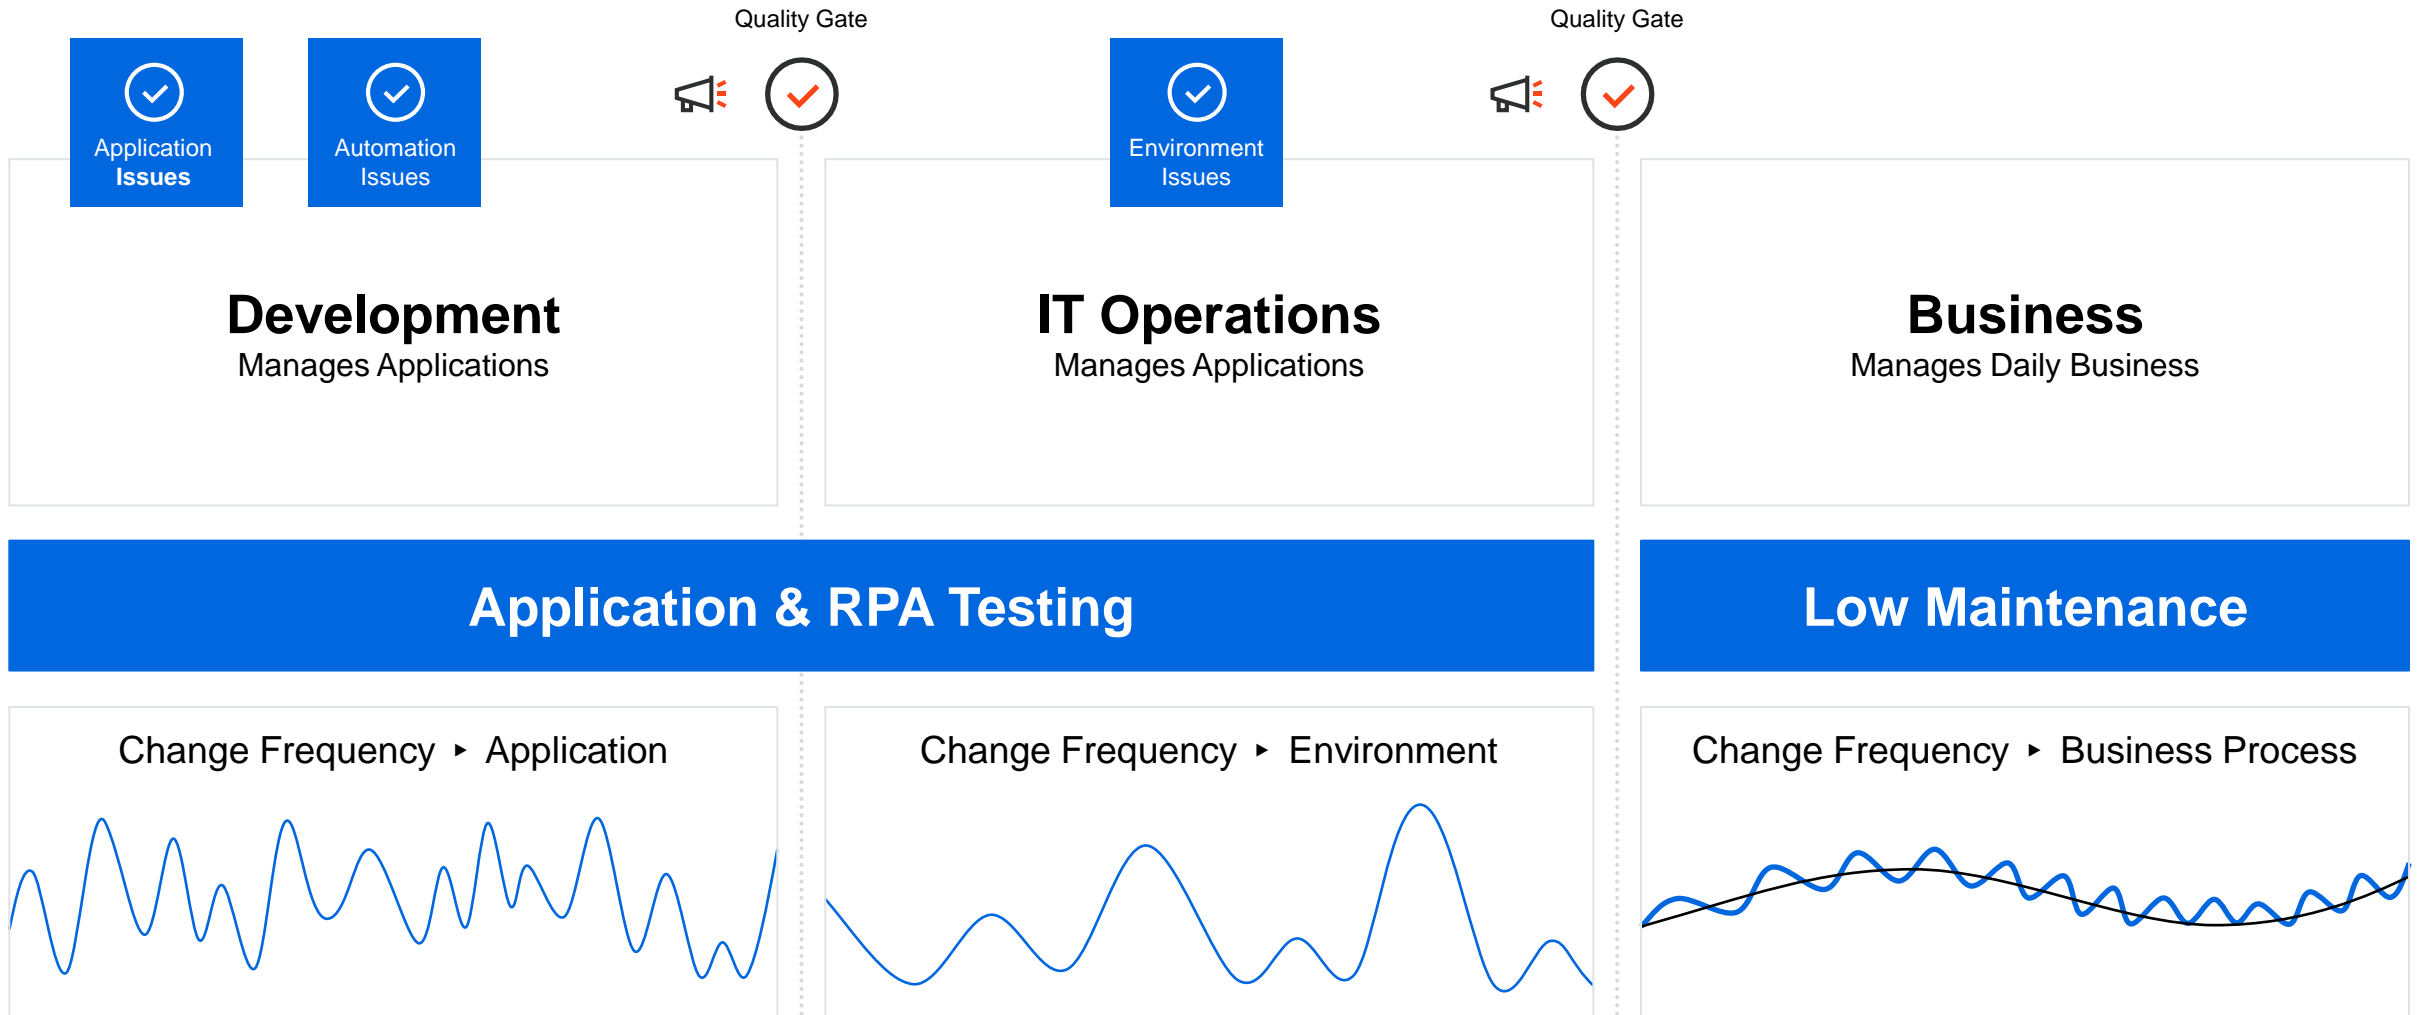 Quality Gate
Quality Gate
Application
Issues
Automation
Issues
Environment
Issues
Development
Manages Applications
IT Operations
Manages Applications
Business
Manages Daily Business
Application & RPA Testing
Low Maintenance
Change Frequency ‣ Application
Change Frequency ‣ Environment
Change Frequency ‣ Business Process